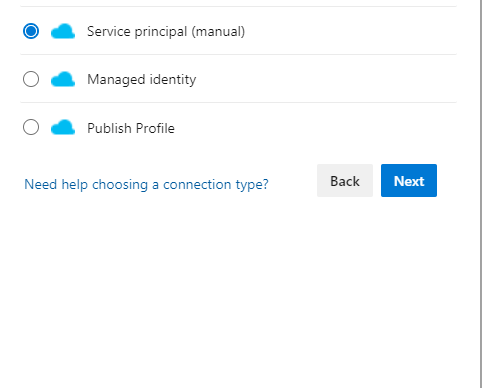 Service principal (manual)
Managed identity
Publish Profile
Need help choosing a connection type?
Back
Next